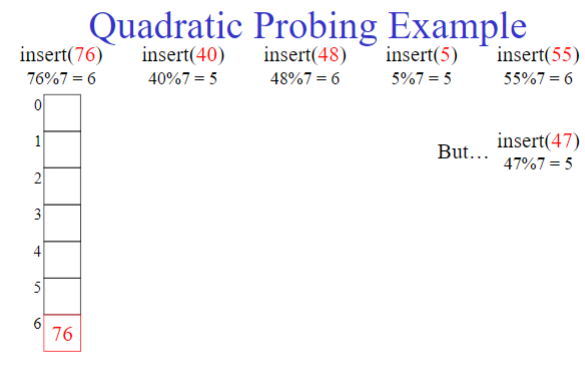 Quadratic Probing Example
insert(76) insert(40) insert(48) insert(5) insert(55)
76%7 = 6 40%7 = 5 48%7 = 6 5%7 = 5 55%7 = 6
0
1
But… insert(47)
47%7 = 5
2
3
4
5
6
76